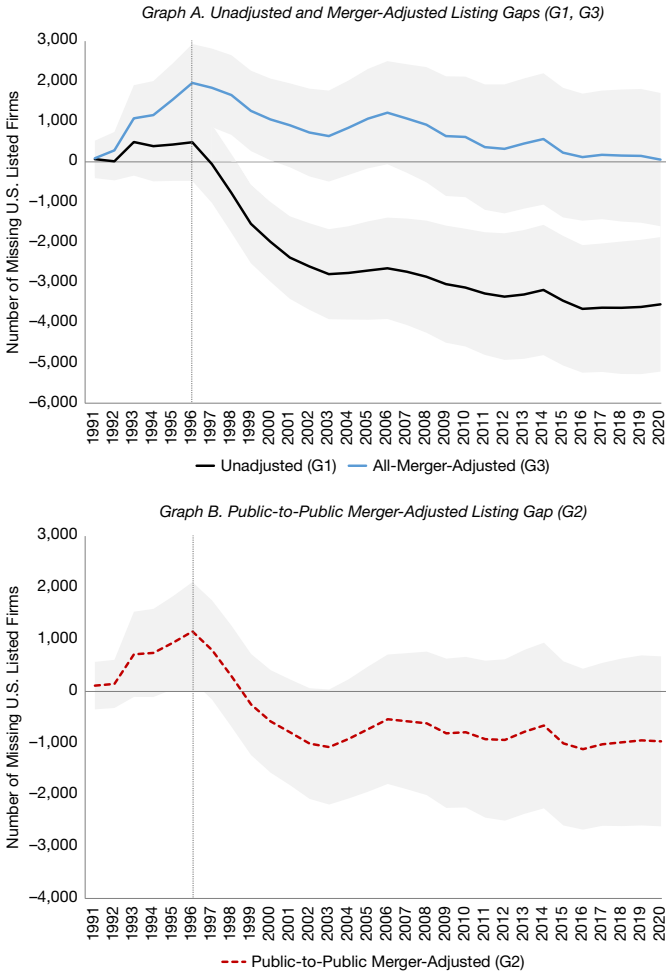 Graph A. Unadjusted and Merger-Adjusted Listing Gaps (G1, G3)
Number of Missing U.S. Listed Firms
3,000
2,000
1,000
0
–1,000
–2,000
–3,000
–4,000
–5,000
–6,000
1991 1992 1993 1994 1995 1996 1997 1998 1999 2000 2001 2002 2003 2004 2005 2006 2007 2008 2009 2010 2011 2012 2013 2014 2015 2016 2017 2018 2019 2020
Unadjusted (G1) All-Merger-Adjusted (G3)
Graph B. Public-to-Public Merger-Adjusted Listing Gap (G2)
Number of Missing U.S. Listed Firms
3,000
2,000
1,000
0
–1,000
–2,000
–3,000
–4,000
1991 1992 1993 1994 1995 1996 1997 1998 1999 2000 2001 2002 2003 2004 2005 2006 2007 2008 2009 2010 2011 2012 2013 2014 2015 2016 2017 2018 2019 2020
Public-to-Public Merger-Adjusted (G2)